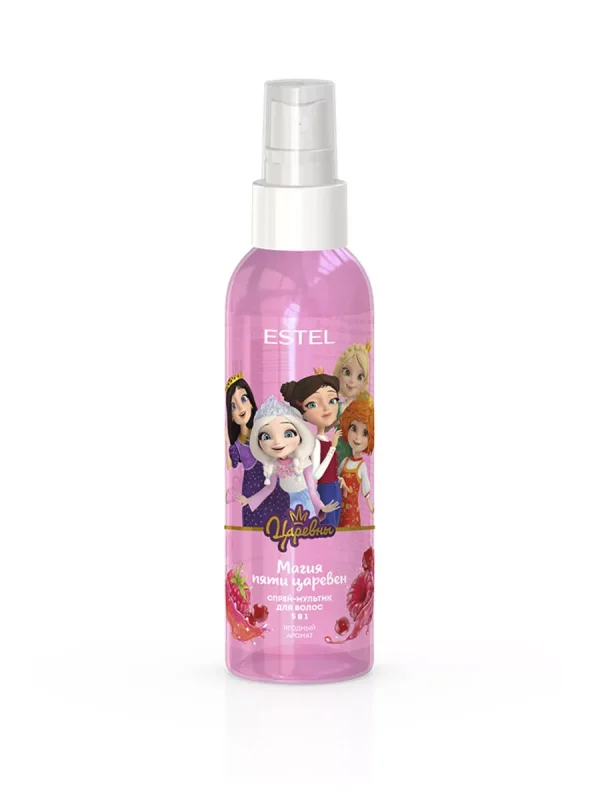 ESTEL
Царевны
Магия
пяти царевен
СПРЕЙ-МУЛЬТИК
ДЛЯ ВОЛОС
5 В 1
ЯГОДНЫЙ
АРОМАТ